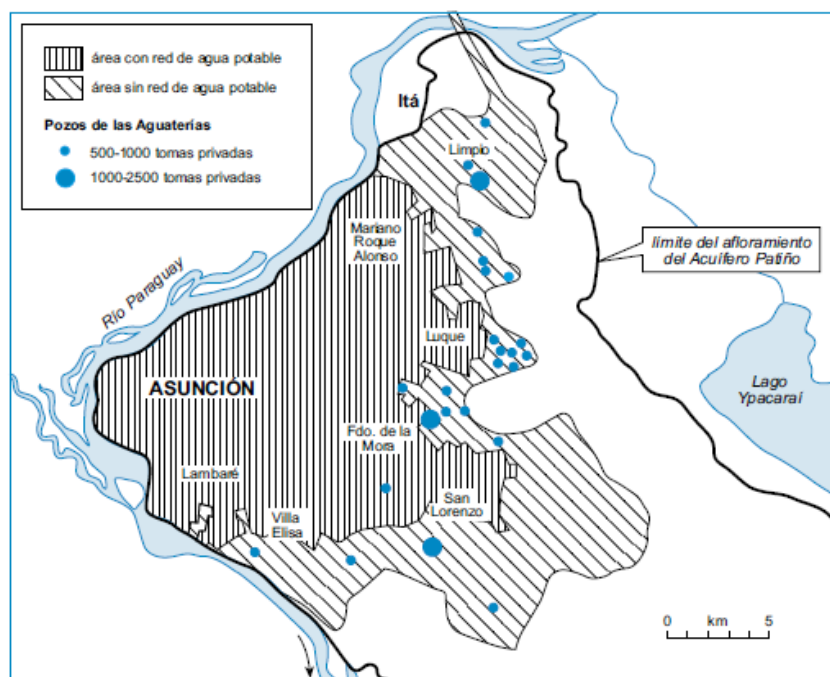 área con red de agua potable
área sin red de agua potable
Pozos de las Aguaterías
500-1000 tomas privadas
1000-2500 tomas privadas
Itá
Limpio
Mariano
Roque
Alonso
límite del afloramiento
del Acuífero Patiño
Río Paraguay
Luque
Lago
Ypacaraí
ASUNCIÓN
Fdo. de la
Mora
Lambaré
San
Lorenzo
Villa
Elisa
0 km 5